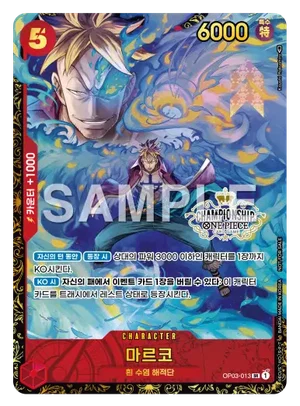 5
6000
특수
特
카운터 +1000
SAMPLE
CHAMPIONSHIP
ONE PIECE
자신의 턴 동안 등장 시 상대의 파워 3000 이하인 캐릭터를 1장까지
KO시킨다.
KO 시 자신의 패에서 이벤트 카드 1장을 버릴 수 있다: 이 캐릭터
카드를 트래시에서 레스트 상태로 등장시킨다.
CHARACTER
마르코
흰 수염 해적단
OP03-013 SR 1